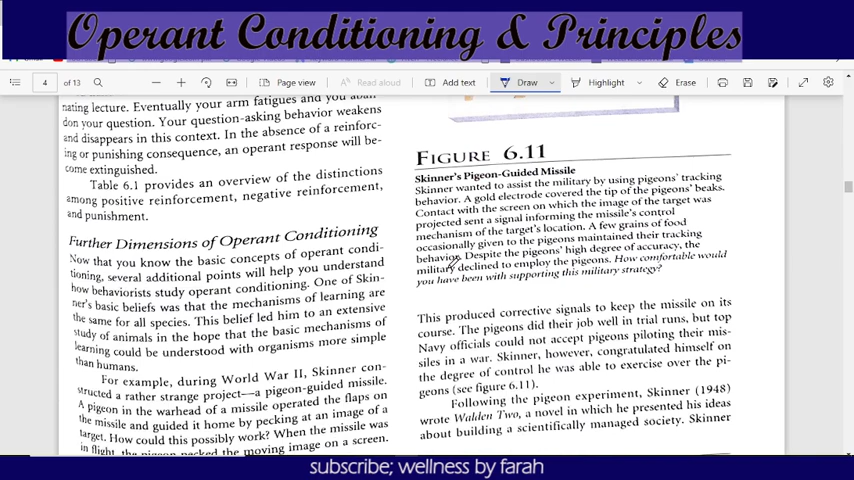 Operant Conditioning & Principles
4 of 13
Page view
Read aloud
Add text
Draw
Highlight
Erase
nating lecture. Eventually your arm fatigues and you aban-
don your question. Your question-asking behavior weakens
and disappears in this context. In the absence of a reinforc-
ing or punishing consequence, an operant response will be-
come extinguished.
Table 6.1 provides an overview of the distinctions
among positive reinforcement, negative reinforcement,
and punishment.
Further Dimensions of Operant Conditioning
Now that you know the basic concepts of operant condi-
tioning, several additional points will help you understand
how behaviorists study operant conditioning. One of Skin-
ner's basic beliefs was that the mechanisms of learning are
the same for all species. This belief led him to an extensive
study of animals in the hope that the basic mechanisms of
learning could be understood with organisms more simple
than humans.
For example, during World War II, Skinner con-
structed a rather strange project—a pigeon-guided missile.
A pigeon in the warhead of a missile operated the flaps on
the missile and guided it home by pecking at an image of a
target. How could this possibly work? When the missile was
in flight, the pigeon pecked the moving image on a screen.
FIGURE 6.11
Skinner's Pigeon-Guided Missile
Skinner wanted to assist the military by using pigeons' tracking
behavior. A gold electrode covered the tip of the pigeons' beaks.
Contact with the screen on which the image of the target was
projected sent a signal informing the missile's control
mechanism of the target's location. A few grains of food
occasionally given to the pigeons maintained their tracking
behavior. Despite the pigeons' high degree of accuracy, the
military declined to employ the pigeons. How comfortable would
you have been with supporting this military strategy?
This produced corrective signals to keep the missile on its
course. The pigeons did their job well in trial runs, but top
Navy officials could not accept pigeons piloting their mis-
siles in a war. Skinner, however, congratulated himself on
the degree of control he was able to exercise over the pi-
geons (see figure 6.11).
Following the pigeon experiment, Skinner (1948)
wrote Walden Two, a novel in which he presented his ideas
about building a scientifically managed society. Skinner
subscribe; wellness by farah